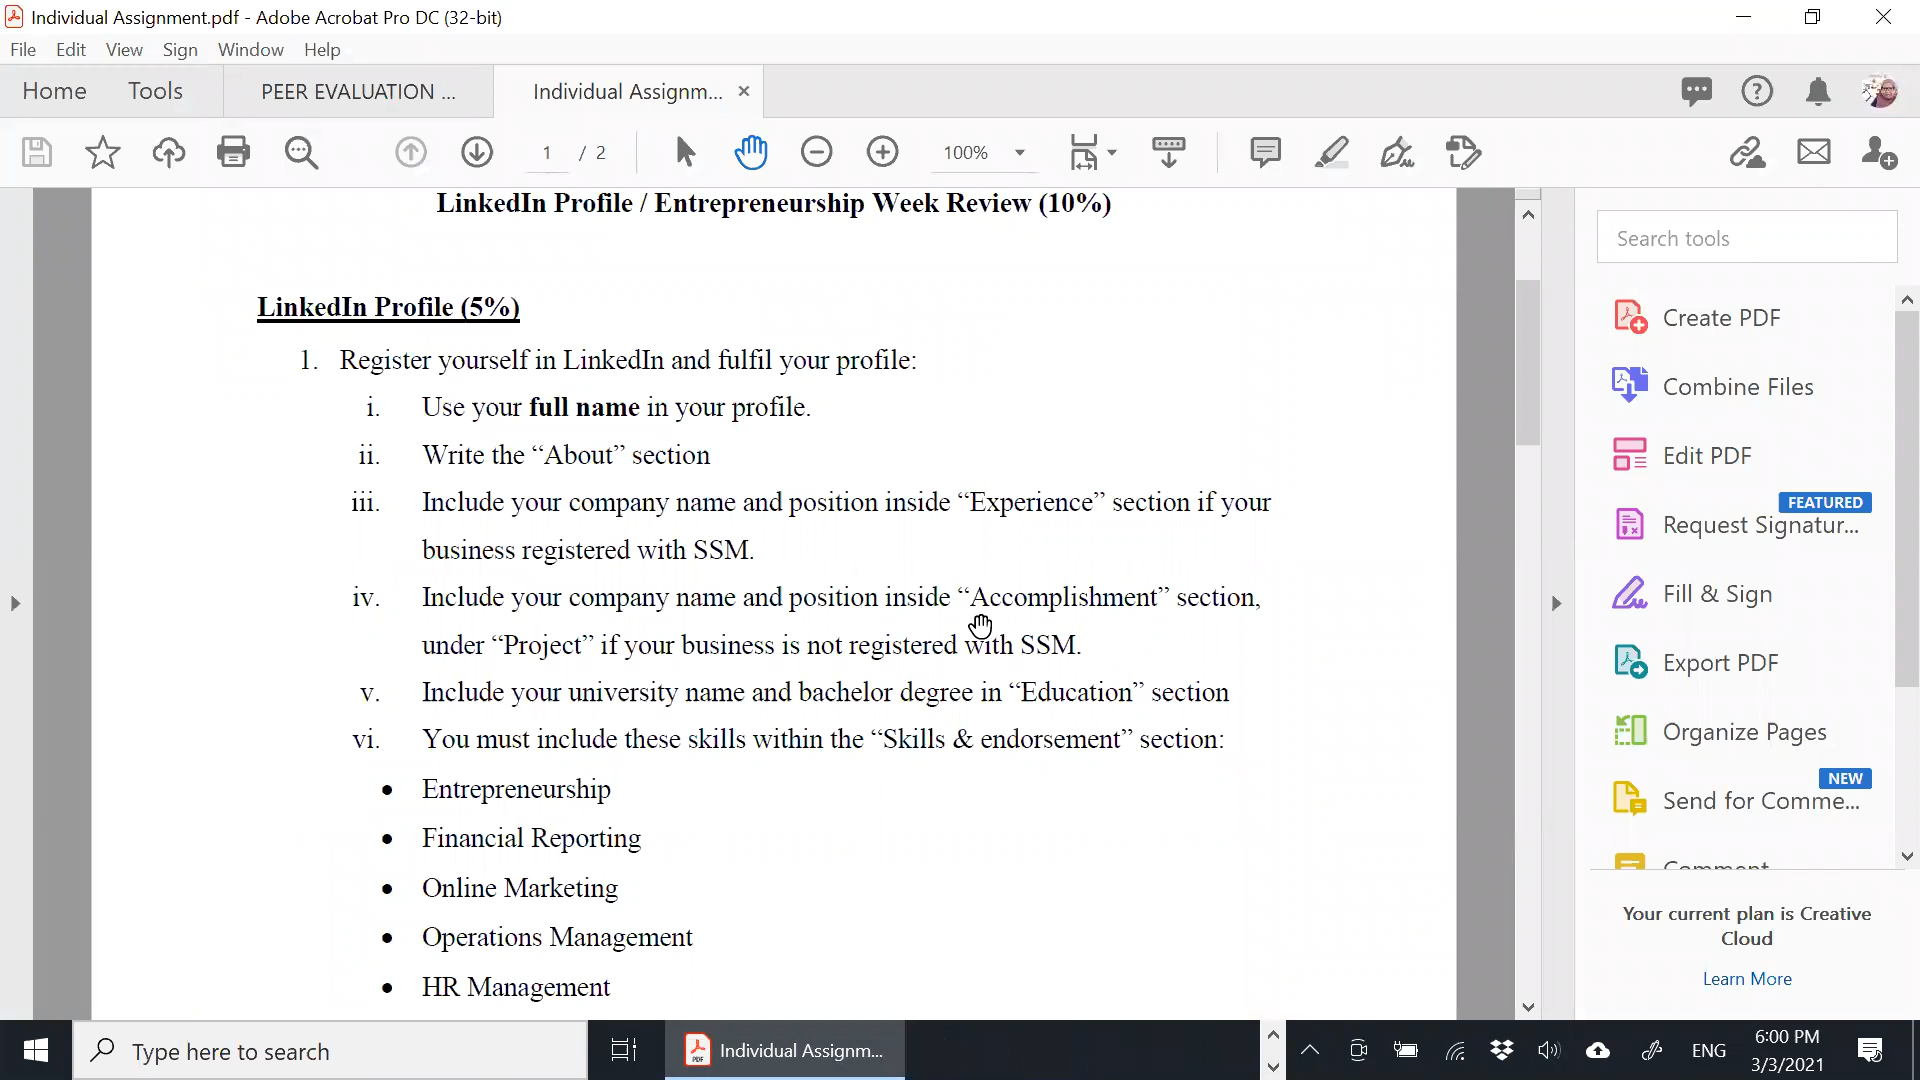 Individual Assignment.pdf - Adobe Acrobat Pro DC (32-bit)
File Edit View Sign Window Help
Home Tools PEER EVALUATION ... Individual Assignm...
1 / 2 100%
LinkedIn Profile / Entrepreneurship Week Review (10%)
LinkedIn Profile (5%)
1. Register yourself in LinkedIn and fulfil your profile:
i. Use your full name in your profile.
ii. Write the “About” section
iii. Include your company name and position inside “Experience” section if your
business registered with SSM.
iv. Include your company name and position inside “Accomplishment” section,
under “Project” if your business is not registered with SSM.
v. Include your university name and bachelor degree in “Education” section
vi. You must include these skills within the “Skills & endorsement” section:
• Entrepreneurship
• Financial Reporting
• Online Marketing
• Operations Management
• HR Management
Search tools
Create PDF
Combine Files
Edit PDF
FEATURED
Request Signatur...
Fill & Sign
Export PDF
Organize Pages
NEW
Send for Comme...
Comment
Your current plan is Creative
Cloud
Learn More
Type here to search
PDF
Individual Assignm...
ENG
6:00 PM
3/3/2021